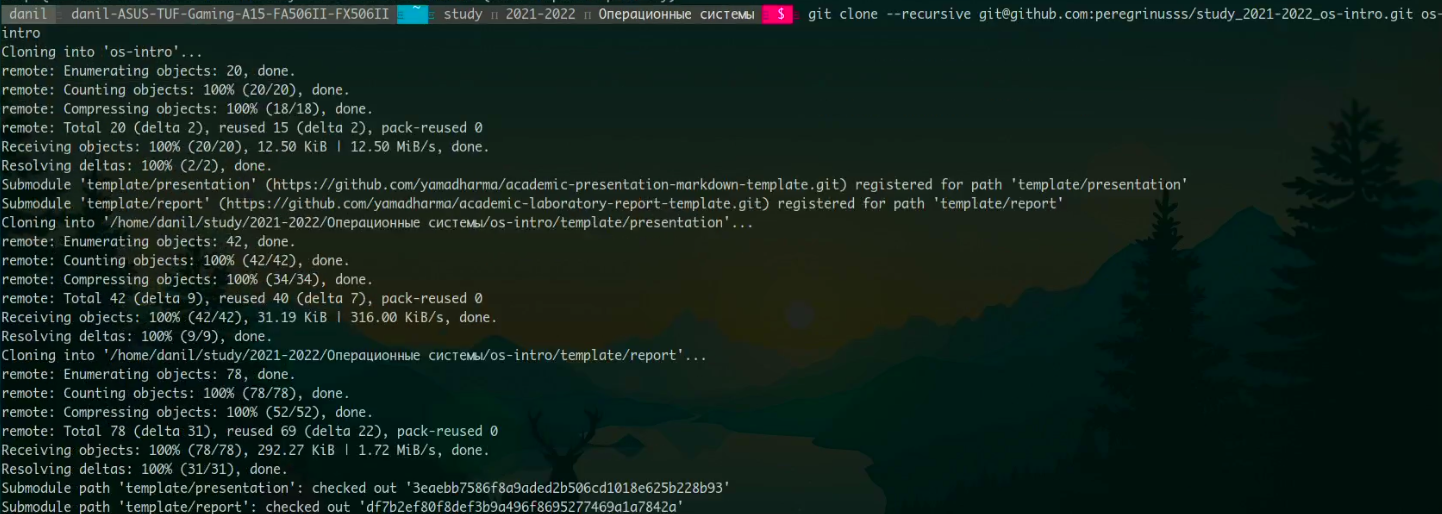 danil danil-ASUS-TUF-Gaming-A15-FA506II-FX506II ~ study 2021-2022 Операционные системы $ git clone --recursive git@github.com:peregrinusss/study_2021-2022_os-intro.git os-
intro
Cloning into 'os-intro'...
remote: Enumerating objects: 20, done.
remote: Counting objects: 100% (20/20), done.
remote: Compressing objects: 100% (18/18), done.
remote: Total 20 (delta 2), reused 15 (delta 2), pack-reused 0
Receiving objects: 100% (20/20), 12.50 KiB | 12.50 MiB/s, done.
Resolving deltas: 100% (2/2), done.
Submodule 'template/presentation' (https://github.com/yamadharma/academic-presentation-markdown-template.git) registered for path 'template/presentation'
Submodule 'template/report' (https://github.com/yamadharma/academic-laboratory-report-template.git) registered for path 'template/report'
Cloning into '/home/danil/study/2021-2022/Операционные системы/os-intro/template/presentation'...
remote: Enumerating objects: 42, done.
remote: Counting objects: 100% (42/42), done.
remote: Compressing objects: 100% (34/34), done.
remote: Total 42 (delta 9), reused 40 (delta 7), pack-reused 0
Receiving objects: 100% (42/42), 31.19 KiB | 316.00 KiB/s, done.
Resolving deltas: 100% (9/9), done.
Cloning into '/home/danil/study/2021-2022/Операционные системы/os-intro/template/report'...
remote: Enumerating objects: 78, done.
remote: Counting objects: 100% (78/78), done.
remote: Compressing objects: 100% (52/52), done.
remote: Total 78 (delta 31), reused 69 (delta 22), pack-reused 0
Receiving objects: 100% (78/78), 292.27 KiB | 1.72 MiB/s, done.
Resolving deltas: 100% (31/31), done.
Submodule path 'template/presentation': checked out '3eaebb7586f8a9aded2b506cd1018e625b228b93'
Submodule path 'template/report': checked out 'df7b2ef80f8def3b9a496f8695277469a1a7842a'